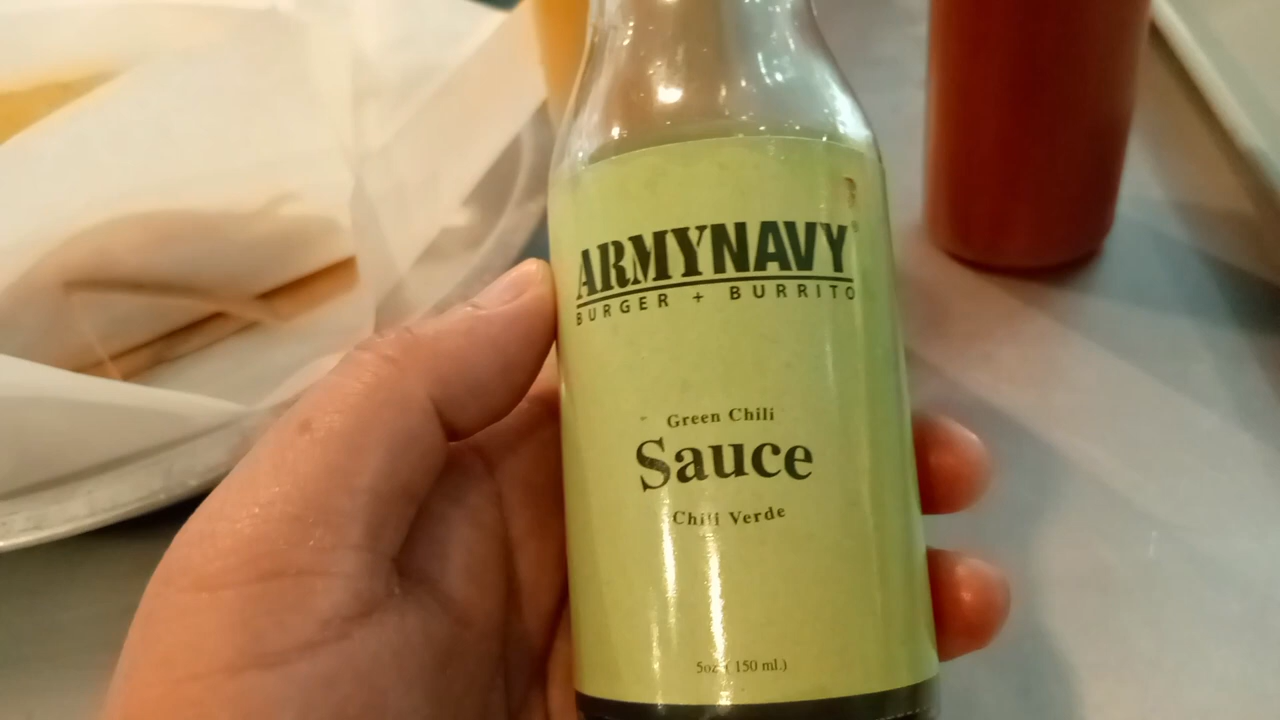 ARMYNAVY
BURGER + BURRITO
Green Chili
Sauce
Chili Verde
5oz ( 150 ml.)